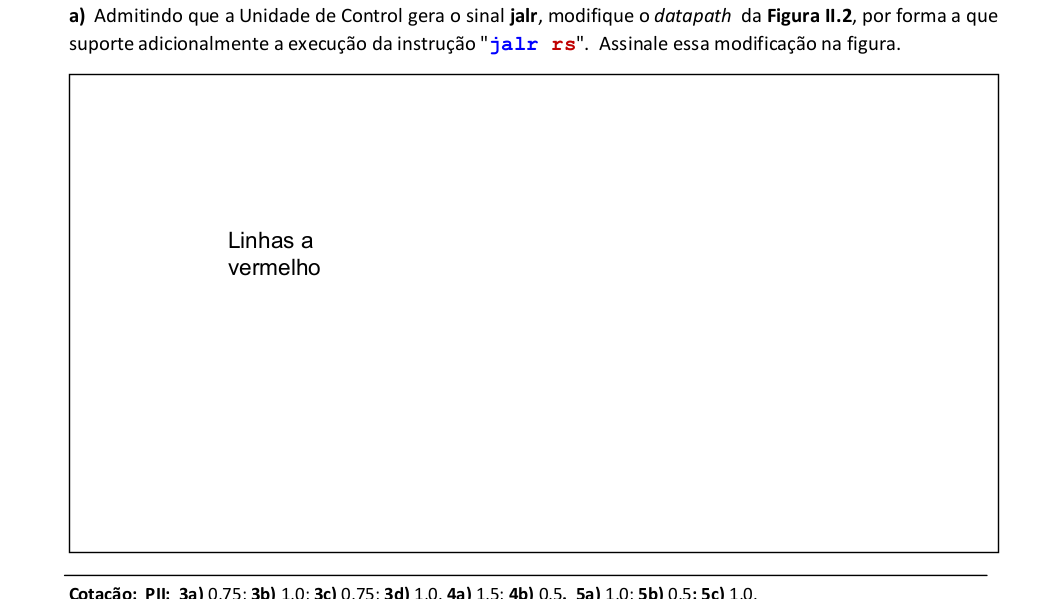 a) Admitindo que a Unidade de Control gera o sinal jalr, modifique o datapath da Figura II.2, por forma a que
suporte adicionalmente a execução da instrução "jalr rs". Assinale essa modificação na figura.
Linhas a
vermelho
Cotação: PII: 3a) 0.75; 3b) 1.0; 3c) 0.75; 3d) 1.0. 4a) 1.5; 4b) 0.5. 5a) 1.0; 5b) 0.5; 5c) 1.0.